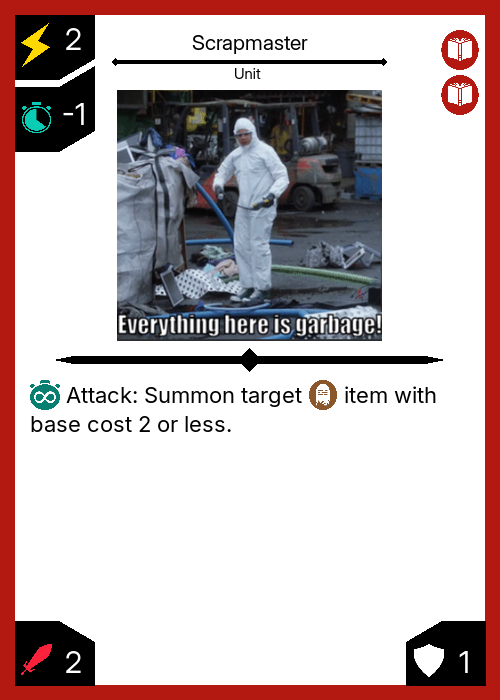 2
Scrapmaster
Unit
-1
Everything here is garbage!
Attack: Summon target item with
base cost 2 or less.
2
1